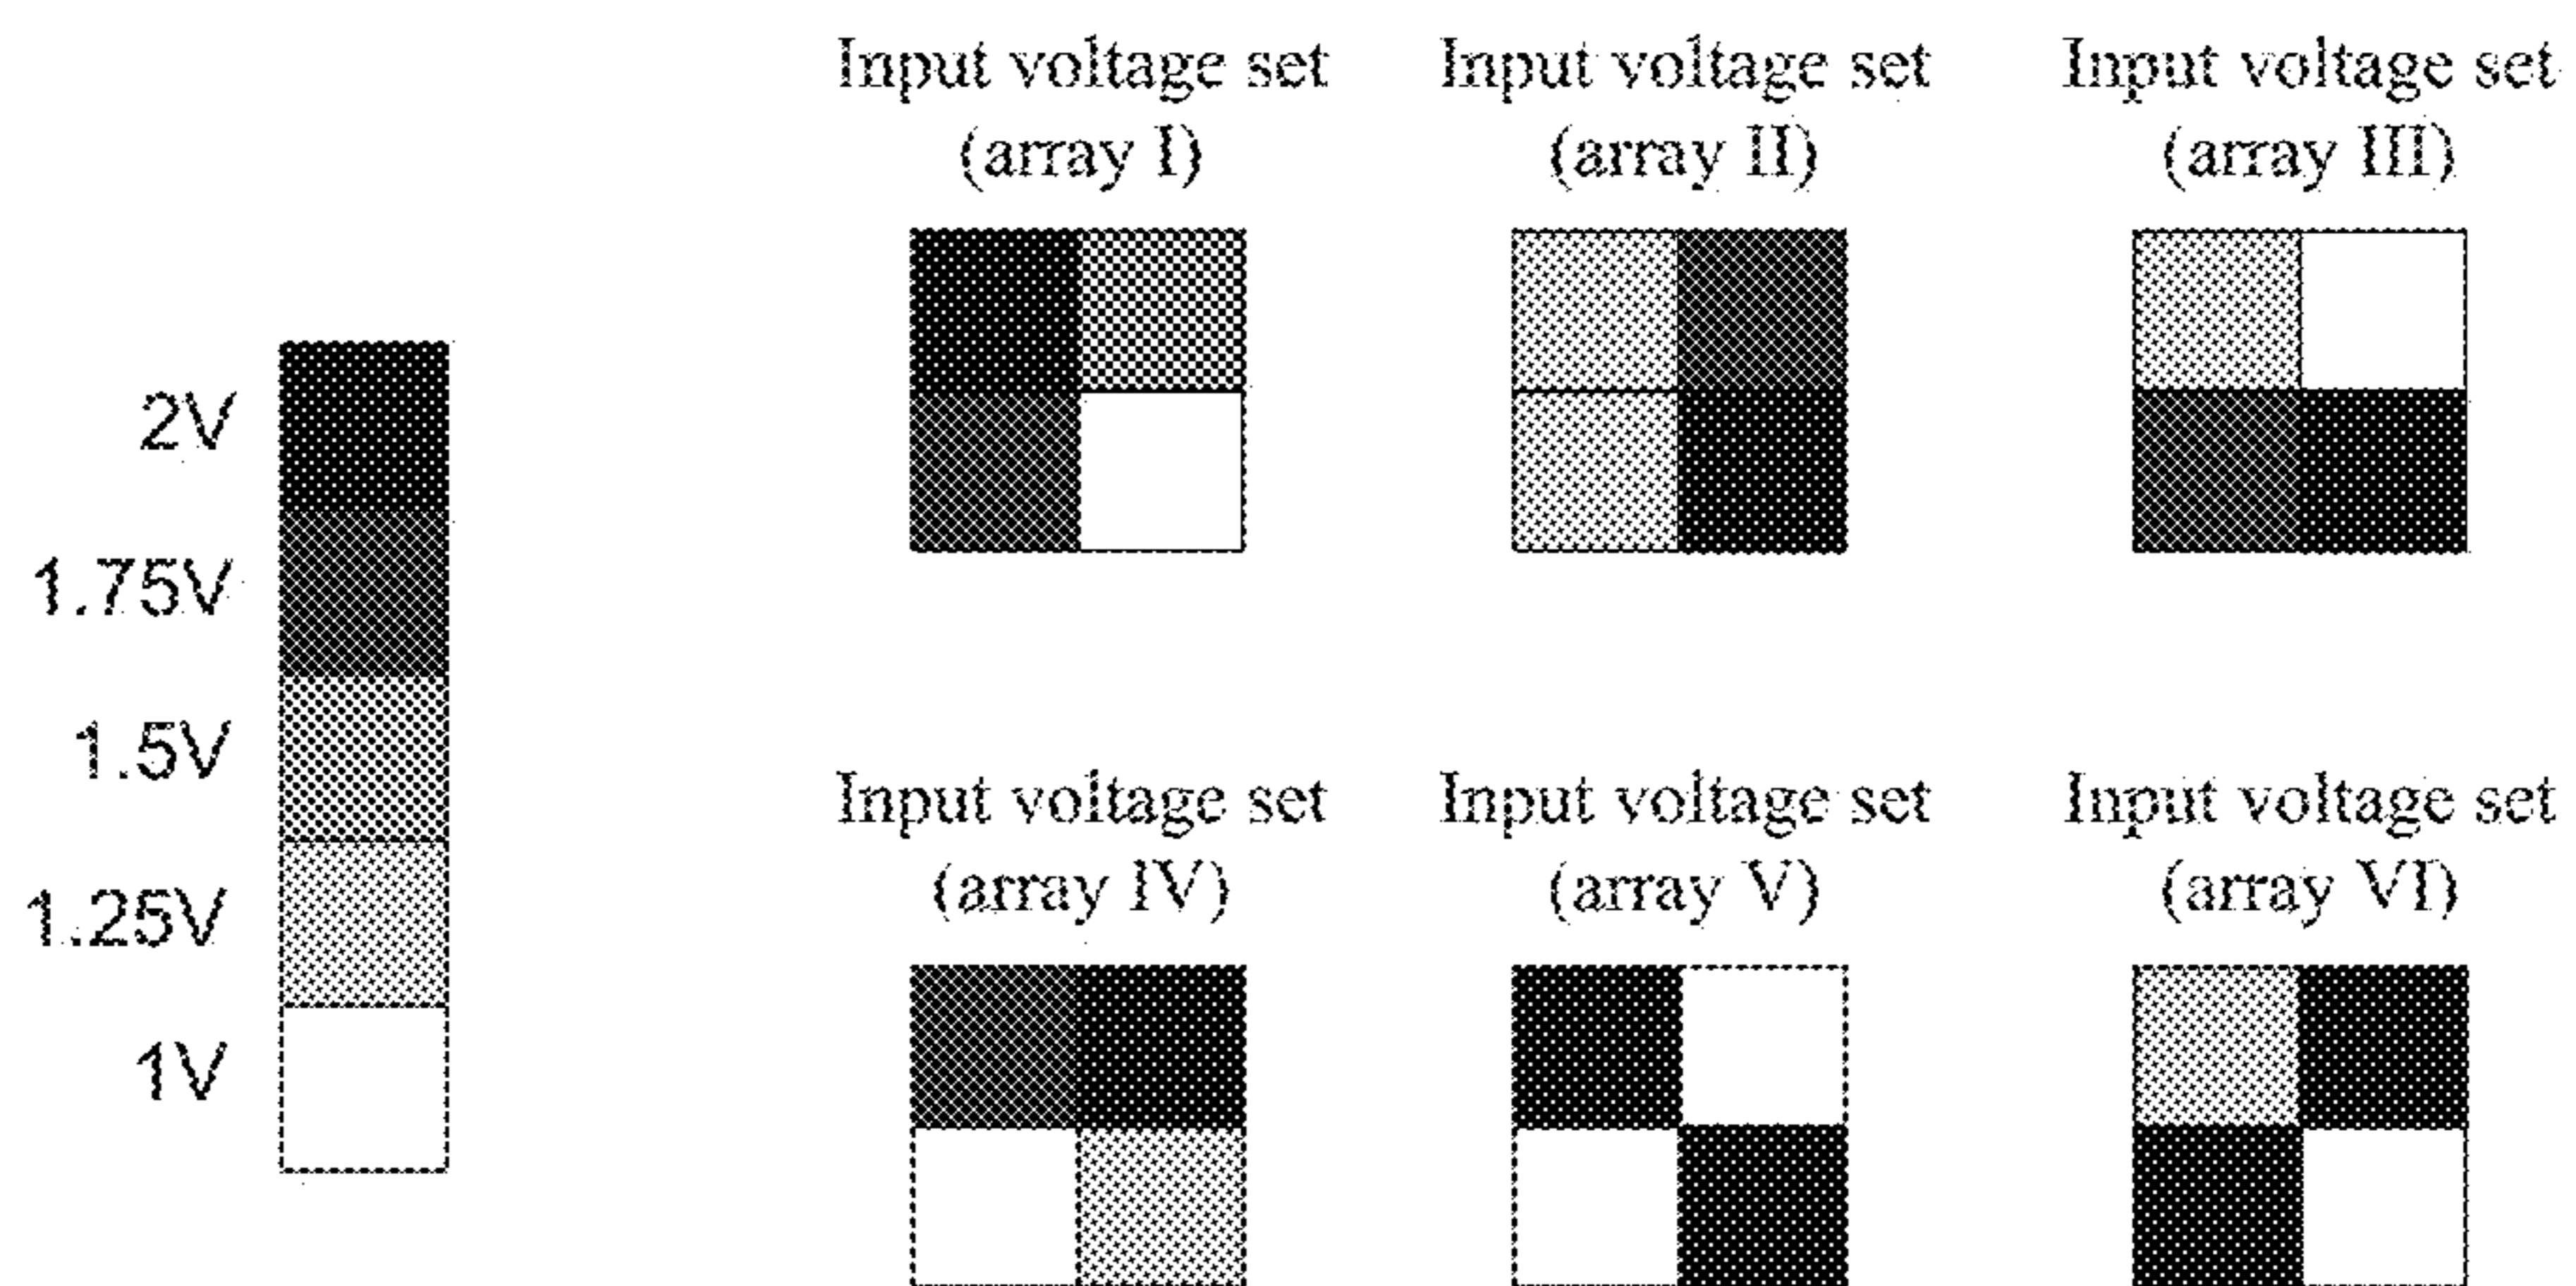 Input voltage set
(array I)
Input voltage set
(array II)
Input voltage set
(array III)
2V
1.75V
1.5V
1.25V
1V
Input voltage set
(array IV)
Input voltage set
(array V)
Input voltage set
(array VI)